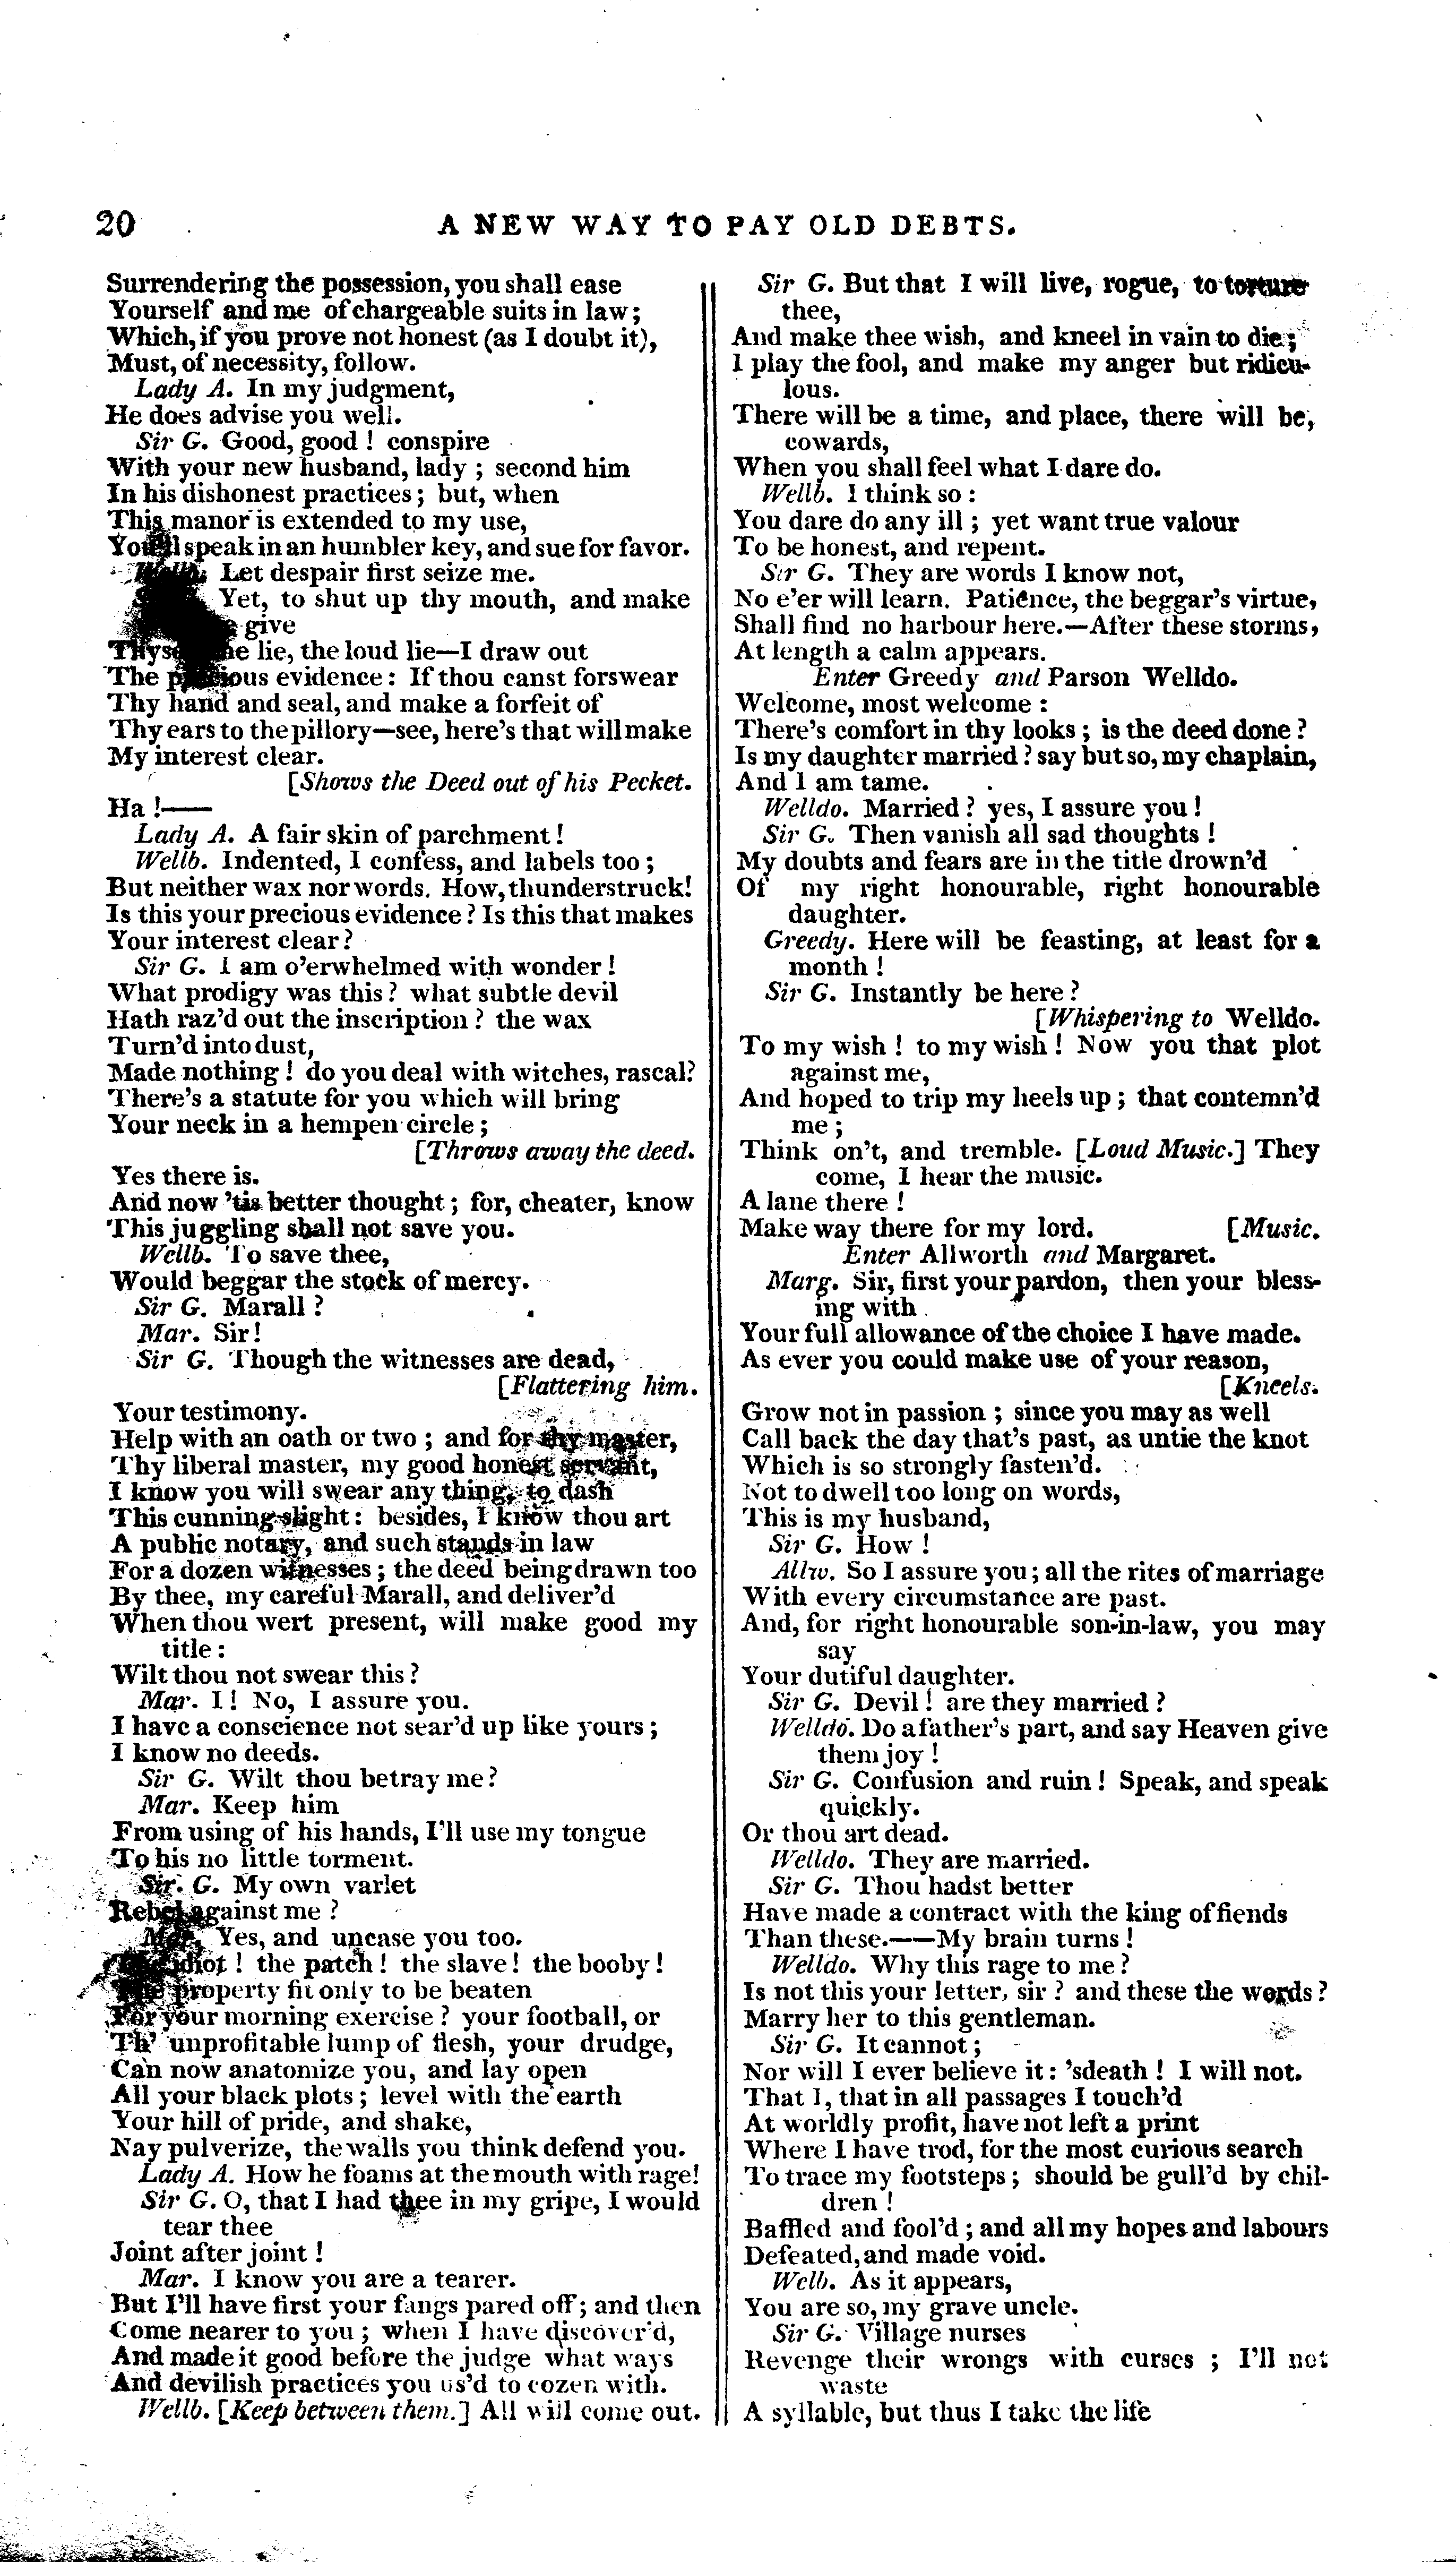 20
A NEW WAY TO PAY OLD DEBTS.
Surrendering the possession, you shall ease
Yourself and me of chargeable suits in law;
Which, if you prove not honest (as I doubt it),
Must, of necessity, follow.
Lady A. In my judgment,
He does advise you well.
Sir G. Good, good ! conspire
With your new husband, lady ; second him
In his dishonest practices ; but, when
This manor is extended to my use,
speak in an humbler key, and sue for favor.
Let despair first seize me.
Yet, to shut up thy mouth, and make
give
lie, the loud lie—I draw out
The evidence : If thou canst forswear
Thy hand and seal, and make a forfeit of
Thy ears to the pillory—see, here's that will make
My interest clear.
[Shows the Deed out of his Pecket.
Ha !——
Lady A. A fair skin of parchment !
Wellb. Indented, I confess, and labels too ;
But neither wax nor words. How, thunderstruck!
Is this your precious evidence ? Is this that makes
Your interest clear ?
Sir G. I am o'erwhelmed with wonder !
What prodigy was this ? what subtle devil
Hath raz'd out the inscription ? the wax
Turn'd into dust,
Made nothing ! do you deal with witches, rascal?
There's a statute for you which will bring
Your neck in a hempen circle ;
[Throws away the deed.
Yes there is.
And now 'tis better thought ; for, cheater, know
This juggling shall not save you.
Wellb. To save thee,
Would beggar the stock of mercy.
Sir G. Marall ?
Mar. Sir !
Sir G. Though the witnesses are dead,
[Flattering him.
Your testimony.
Help with an oath or two ; and for thy master,
Thy liberal master, my good honest servant,
I know you will swear any thing, to dash
This cunning slight : besides, I know thou art
A public notary, and such stands in law
For a dozen witnesses ; the deed being drawn too
By thee, my careful Marall, and deliver'd
When thou wert present, will make good my
title :
Wilt thou not swear this ?
Mar. I ! No, I assure you.
I have a conscience not sear'd up like yours ;
I know no deeds.
Sir G. Wilt thou betray me ?
Mar. Keep him
From using of his hands, I'll use my tongue
To his no little torment.
Sir. G. My own varlet
Rebel against me ?
Mar. Yes, and uncase you too.
idiot ! the patch ! the slave ! the booby !
property fit only to be beaten
For your morning exercise ? your football, or
Th' unprofitable lump of flesh, your drudge,
Can now anatomize you, and lay open
All your black plots ; level with the earth
Your hill of pride, and shake,
Nay pulverize, the walls you think defend you.
Lady A. How he foams at the mouth with rage!
Sir G. O, that I had thee in my gripe, I would
tear thee
Joint after joint !
Mar. I know you are a tearer.
But I'll have first your fangs pared off ; and then
Come nearer to you ; when I have discover'd,
And made it good before the judge what ways
And devilish practices you us'd to cozen with.
Wellb. [Keep between them.] All will come out.
Sir G. But that I will live, rogue, to torture
thee,
And make thee wish, and kneel in vain to die ;
I play the fool, and make my anger but ridicu-
lous.
There will be a time, and place, there will be,
cowards,
When you shall feel what I dare do.
Wellb. I think so :
You dare do any ill ; yet want true valour
To be honest, and repent.
Sir G. They are words I know not,
No e'er will learn. Patience, the beggar's virtue,
Shall find no harbour here.—After these storms,
At length a calm appears.
Enter Greedy and Parson Welldo.
Welcome, most welcome :
There's comfort in thy looks ; is the deed done ?
Is my daughter married ? say but so, my chaplain,
And I am tame.
Welldo. Married ? yes, I assure you !
Sir G. Then vanish all sad thoughts !
My doubts and fears are in the title drown'd
Of my right honourable, right honourable
daughter.
Greedy. Here will be feasting, at least for a
month !
Sir G. Instantly be here ?
[Whispering to Welldo.
To my wish ! to my wish ! Now you that plot
against me,
And hoped to trip my heels up ; that contemn'd
me ;
Think on't, and tremble. [Loud Music.] They
come, I hear the music.
A lane there !
Make way there for my lord. [Music.
Enter Allworth and Margaret.
Marg. Sir, first your pardon, then your bless-
ing with
Your full allowance of the choice I have made.
As ever you could make use of your reason,
[Kneels.
Grow not in passion ; since you may as well
Call back the day that's past, as untie the knot
Which is so strongly fasten'd.
Not to dwell too long on words,
This is my husband,
Sir G. How !
Allw. So I assure you ; all the rites of marriage
With every circumstance are past.
And, for right honourable son-in-law, you may
say
Your dutiful daughter.
Sir G. Devil ! are they married ?
Welldo. Do a father's part, and say Heaven give
them joy !
Sir G. Confusion and ruin ! Speak, and speak
quickly.
Or thou art dead.
Welldo. They are married.
Sir G. Thou hadst better
Have made a contract with the king of fiends
Than these.——My brain turns !
Welldo. Why this rage to me ?
Is not this your letter, sir ? and these the words ?
Marry her to this gentleman.
Sir G. It cannot ;
Nor will I ever believe it : 'sdeath ! I will not.
That I, that in all passages I touch'd
At worldly profit, have not left a print
Where I have trod, for the most curious search
To trace my footsteps ; should be gull'd by chil-
dren !
Baffled and fool'd ; and all my hopes and labours
Defeated, and made void.
Welb. As it appears,
You are so, my grave uncle.
Sir G. Village nurses
Revenge their wrongs with curses ; I'll not
waste
A syllable, but thus I take the life